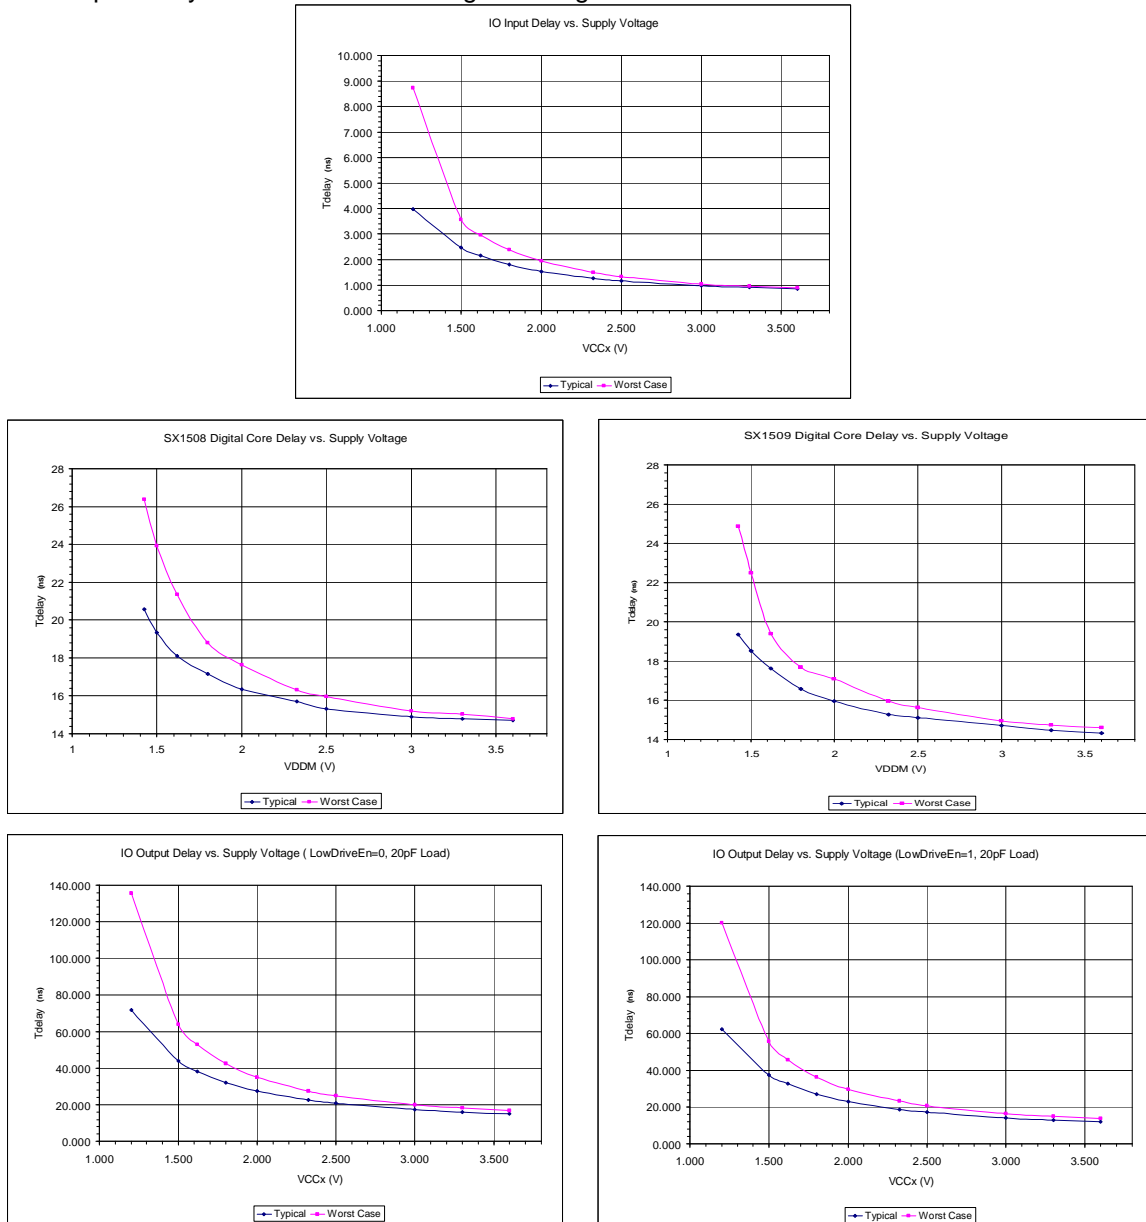 IO Input Delay vs. Supply Voltage
10.000
9.000
8.000
7.000
6.000
5.000
4.000
3.000
2.000
1.000
0.000
Tdelay (ns)
1.000 1.500 2.000 2.500 3.000 3.500
VCCx (V)
Typical Worst Case
SX1508 Digital Core Delay vs. Supply Voltage
28
26
24
22
20
18
16
14
Tdelay (ns)
1 1.5 2 2.5 3 3.5
VDDM (V)
Typical Worst Case
SX1509 Digital Core Delay vs. Supply Voltage
28
26
24
22
20
18
16
14
Tdelay (ns)
1 1.5 2 2.5 3 3.5
VDDM (V)
Typical Worst Case
IO Output Delay vs. Supply Voltage ( LowDriveEn=0, 20pF Load)
140.000
120.000
100.000
80.000
60.000
40.000
20.000
0.000
Tdelay (ns)
1.000 1.500 2.000 2.500 3.000 3.500
VCCx (V)
Typical Worst Case
IO Output Delay vs. Supply Voltage (LowDriveEn=1, 20pF Load)
140.000
120.000
100.000
80.000
60.000
40.000
20.000
0.000
Tdelay (ns)
1.000 1.500 2.000 2.500 3.000 3.500
VCCx (V)
Typical Worst Case